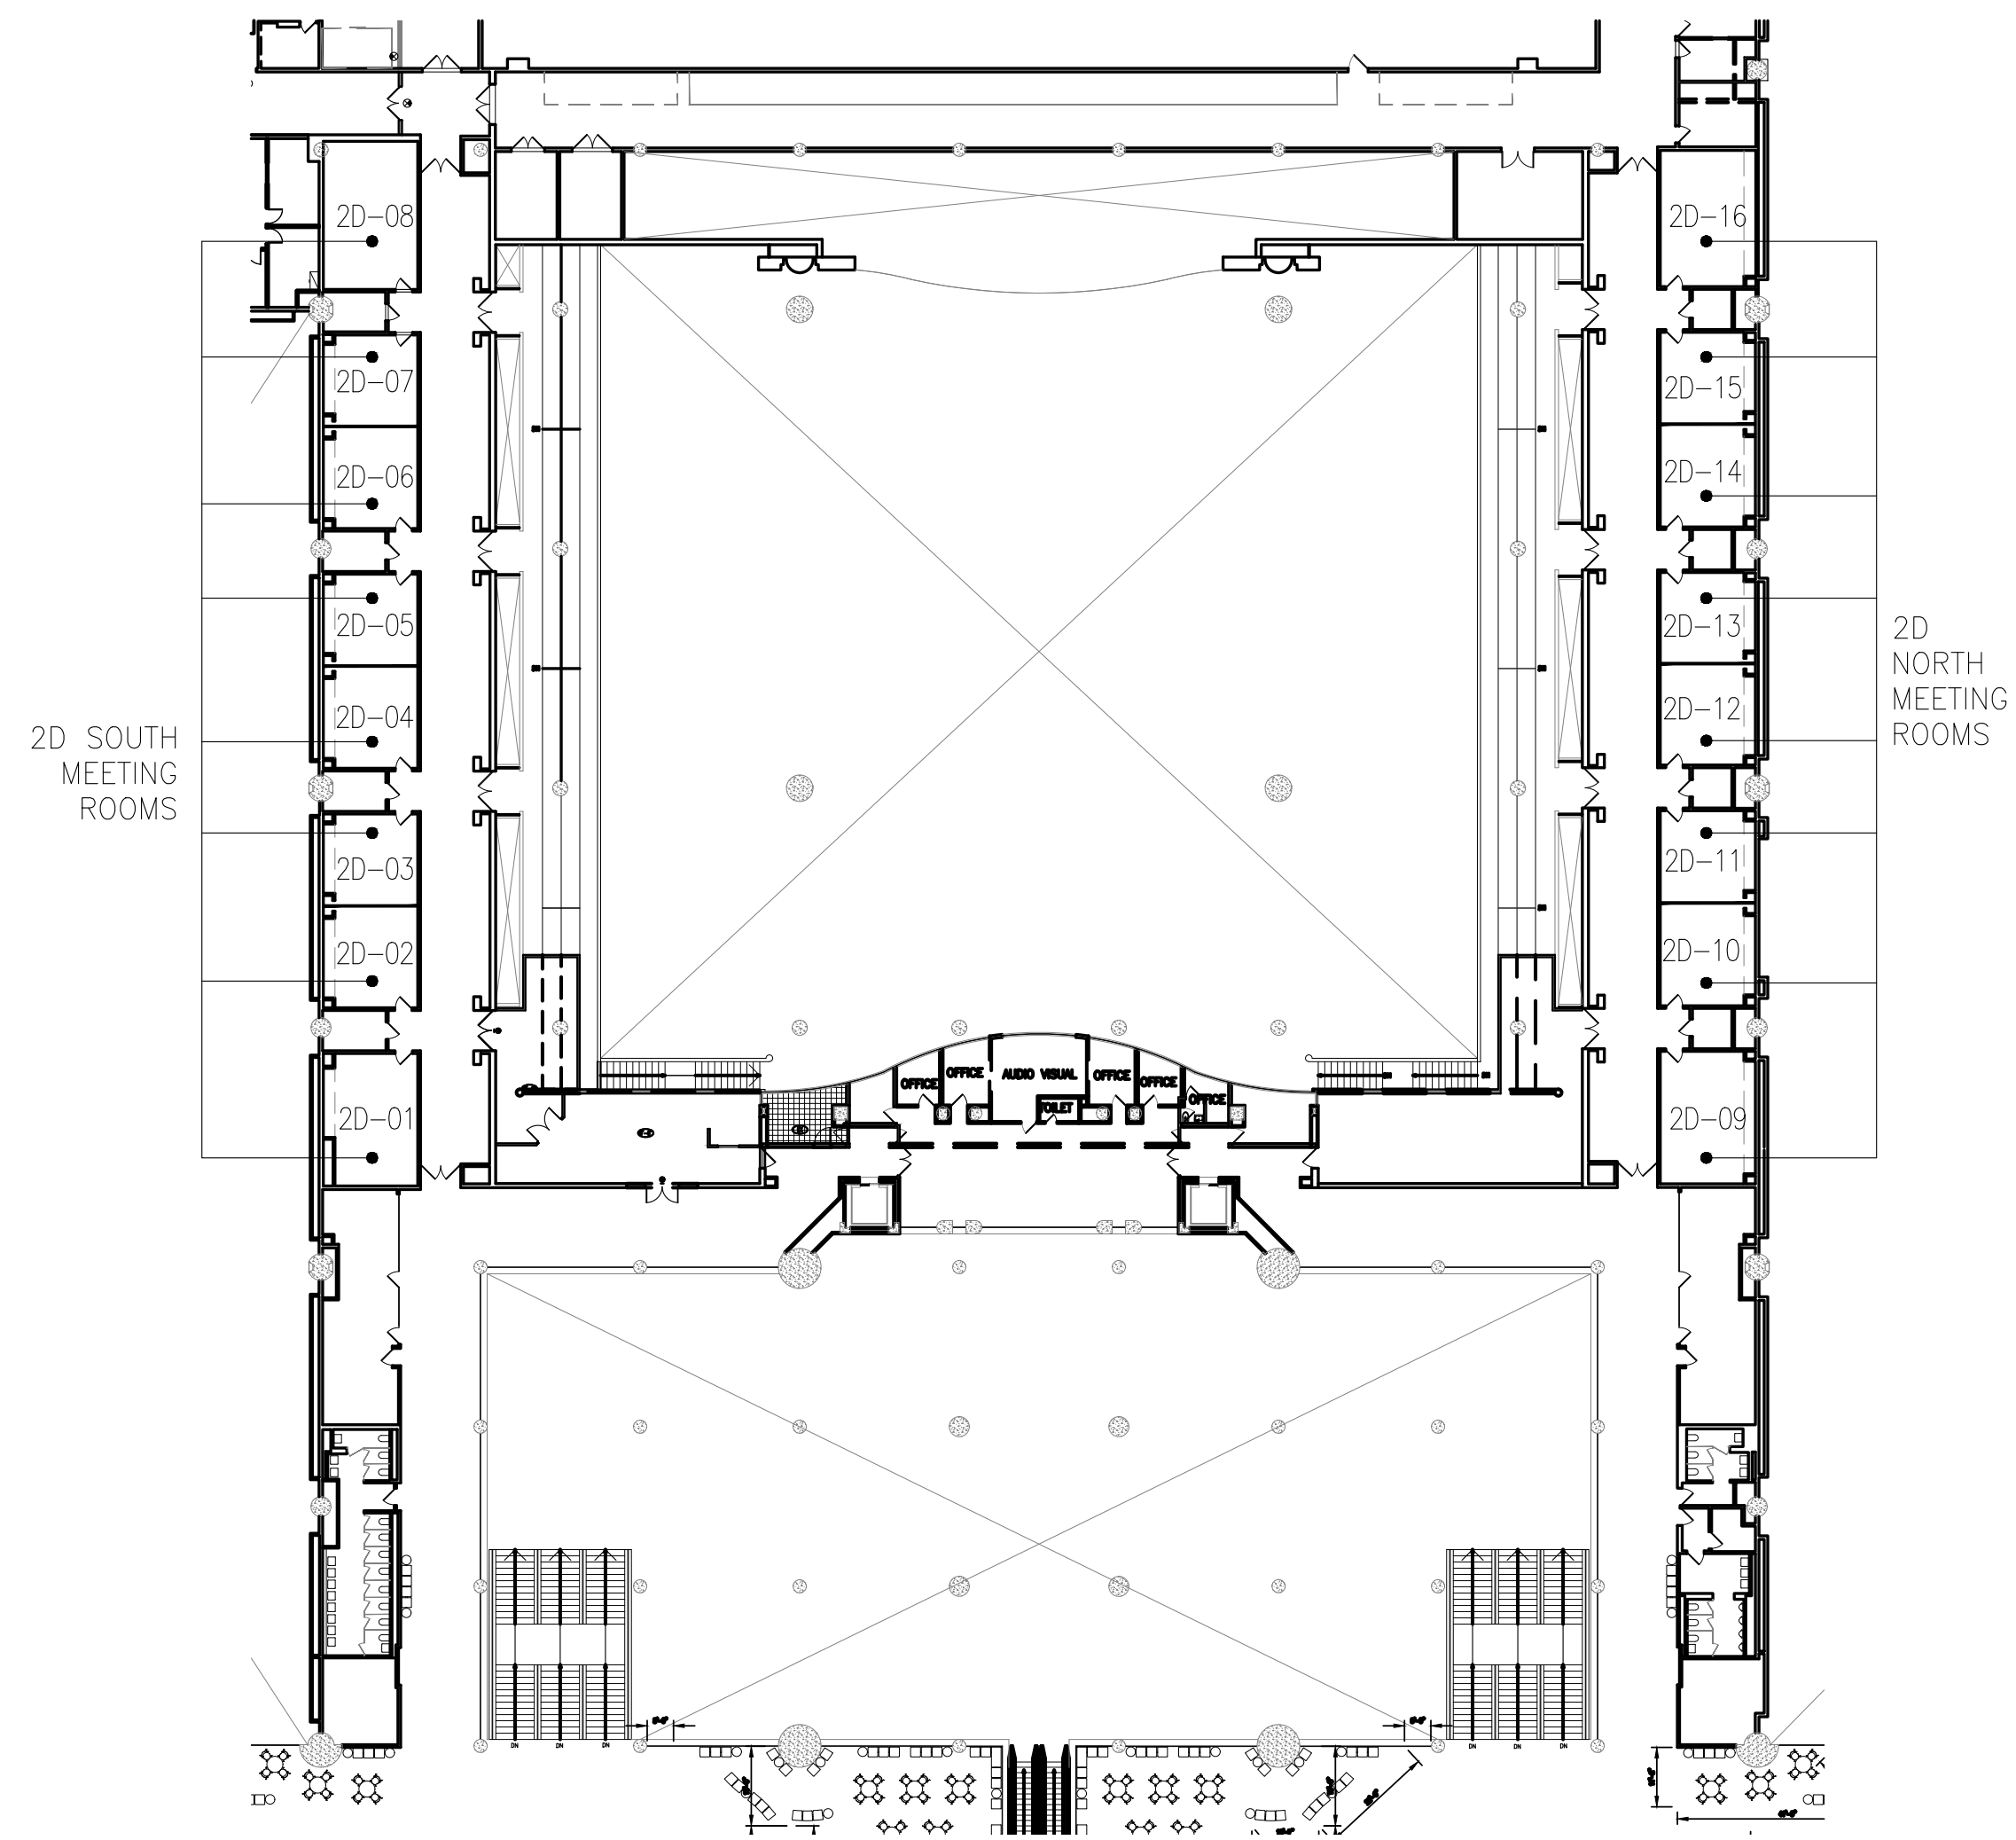 2D-08
2D-16
2D-07
2D-15
2D-06
2D-14
2D-05
2D-13
2D
NORTH
MEETING
ROOMS
2D-04
2D-12
2D SOUTH
MEETING
ROOMS
2D-03
2D-11
2D-02
2D-10
OFFICE
OFFICE
AUDIO VISUAL
OFFICE
OFFICE
OFFICE
TOILET
2D-01
2D-09
DN
DN
DN
DN
DN
DN